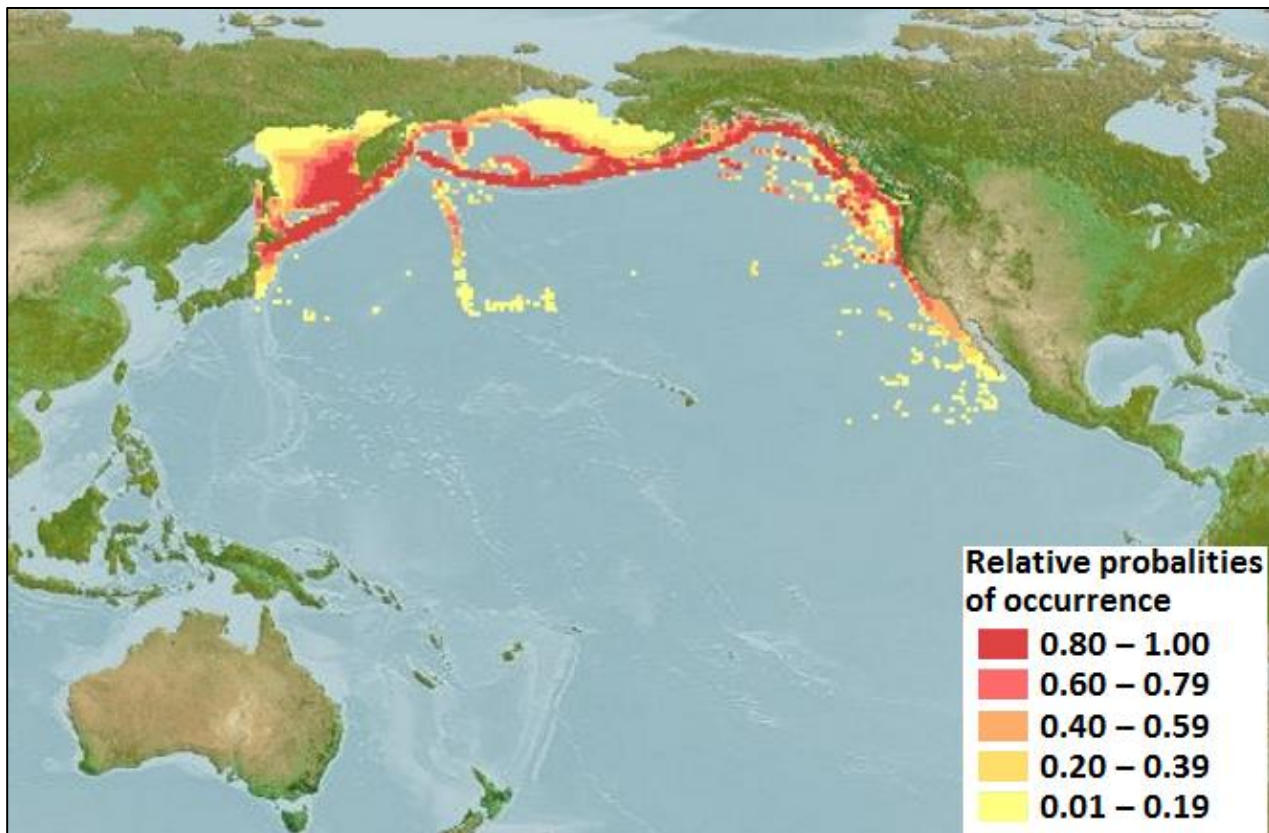 Relative probalities
of occurrence
0.80 – 1.00
0.60 – 0.79
0.40 – 0.59
0.20 – 0.39
0.01 – 0.19